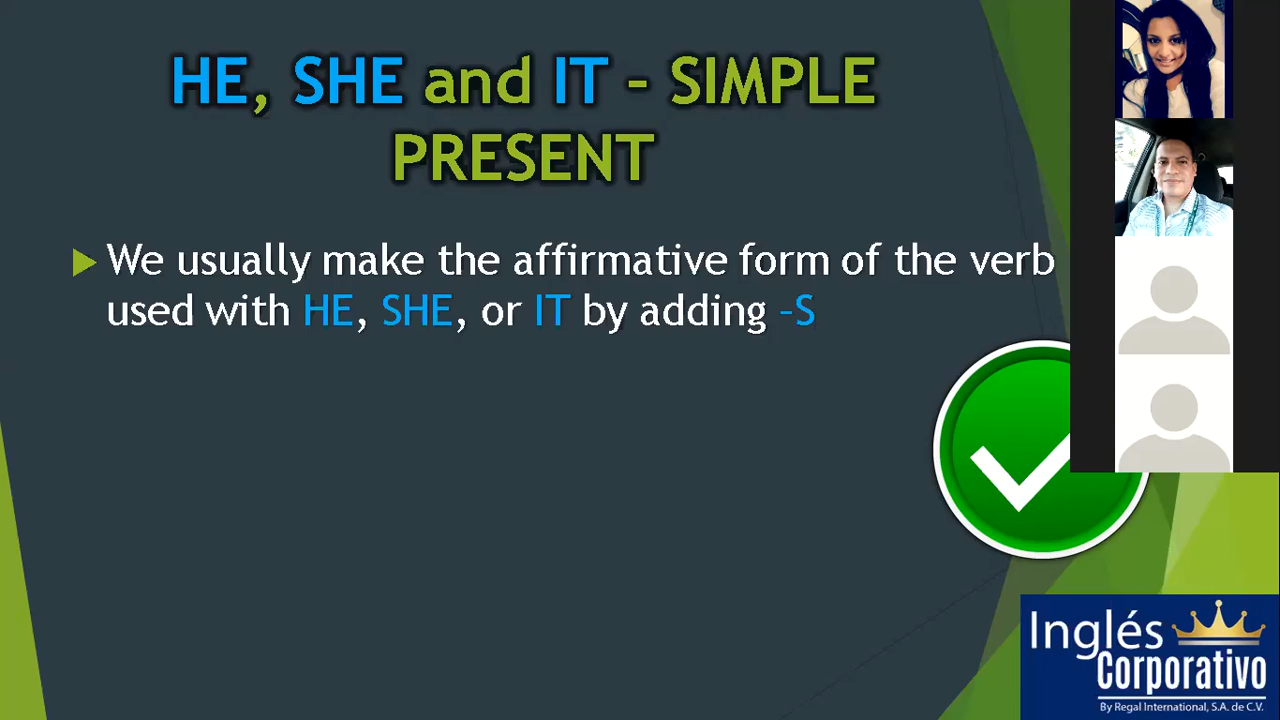 HE, SHE and IT – SIMPLE
PRESENT
We usually make the affirmative form of the verb
used with HE, SHE, or IT by adding –S
Inglés
Corporativo
By Regal International, S.A. de C.V.